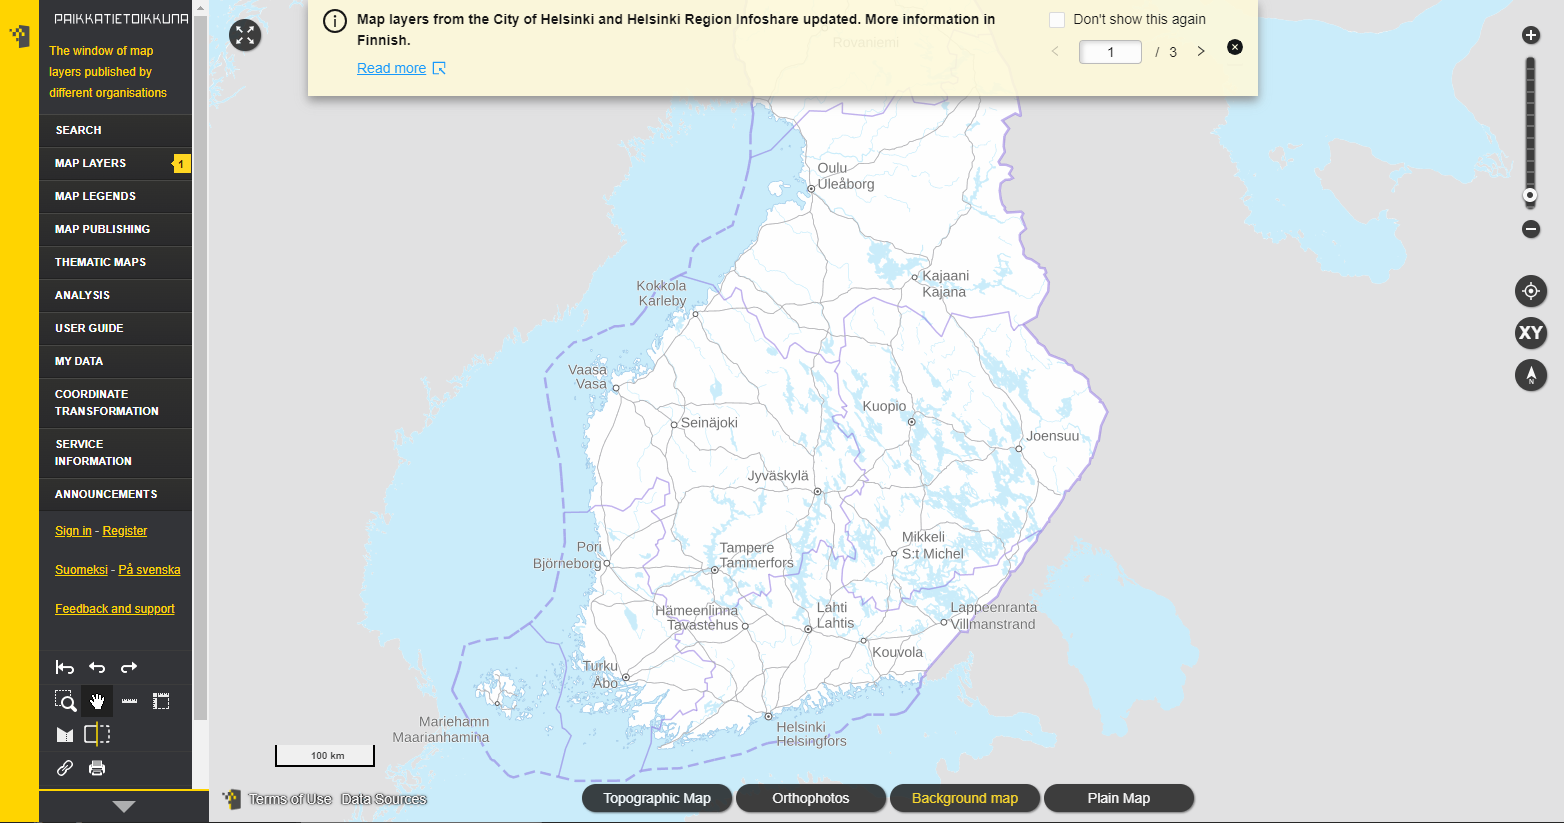 PAIKKATIETOIKKUNA
The window of map
layers published by
different organisations
SEARCH
MAP LAYERS
1
MAP LEGENDS
MAP PUBLISHING
THEMATIC MAPS
ANALYSIS
USER GUIDE
MY DATA
COORDINATE
TRANSFORMATION
SERVICE
INFORMATION
ANNOUNCEMENTS
Sign in - Register
Suomeksi - På svenska
Feedback and support
Map layers from the City of Helsinki and Helsinki Region Infoshare updated. More information in
Finnish.
Read more
Don't show this again
1 / 3
Rovaniemi
Oulu
Uleåborg
Kajaani
Kajana
Kokkola
Karleby
Vaasa
Vasa
Seinäjoki
Kuopio
Joensuu
Jyväskylä
Mikkeli
S:t Michel
Pori
Björneborg
Tampere
Tammerfors
Hämeenlinna
Tavastehus
Lahti
Lahtis
Lappeenranta
Villmanstrand
Kouvola
Turku
Åbo
Mariehamn
Maarianhamina
Helsinki
Helsingfors
100 km
XY
N
Terms of Use Data Sources
Topographic Map
Orthophotos
Background map
Plain Map